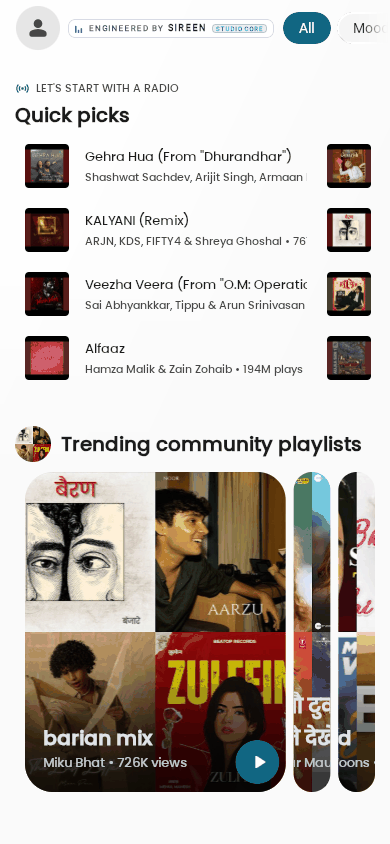 ENGINEERED BY SIREEN STUDIO CORE
All
Mood
LET'S START WITH A RADIO
Quick picks
Gehra Hua (From "Dhurandhar")
Shashwat Sachdev, Arijit Singh, Armaan
KALYANI (Remix)
ARJN, KDS, FIFTY4 & Shreya Ghoshal • 76
Veezha Veera (From "O.M: Operatio
Sai Abhyankkar, Tippu & Arun Srinivasan
Alfaaz
Hamza Malik & Zain Zohaib • 194M plays
Trending community playlists
बैरण
बंजारे
AARZU
ZULFEIN
barian mix
Miku Bhat • 726K views